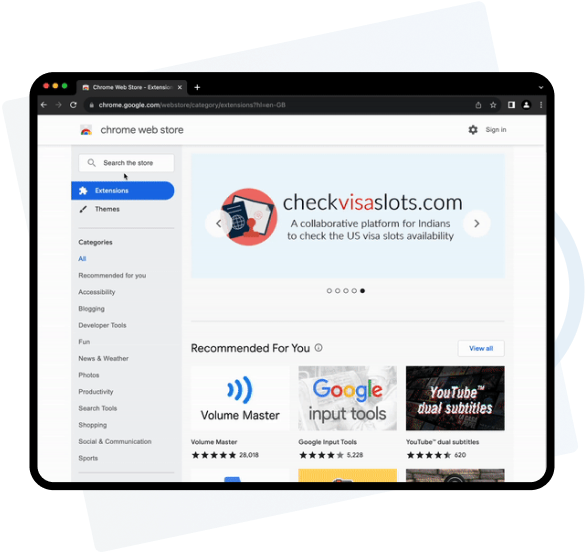 Chrome Web Store - Extension
chrome.google.com/webstore/category/extensions?hl=en-GB
chrome web store
Sign in
Search the store
Extensions
Themes
Categories
All
Recommended for you
Accessibility
Blogging
Developer Tools
Fun
News & Weather
Photos
Productivity
Search Tools
Shopping
Social & Communication
Sports
checkvisaslots.com
A collaborative platform for Indians
to check the US visa slots availability
Recommended For You
View all
Volume Master
Volume Master
28,018
Google
input tools
Google Input Tools
5,228
YouTube™
dual subtitles
YouTube™ dual subtitles
620